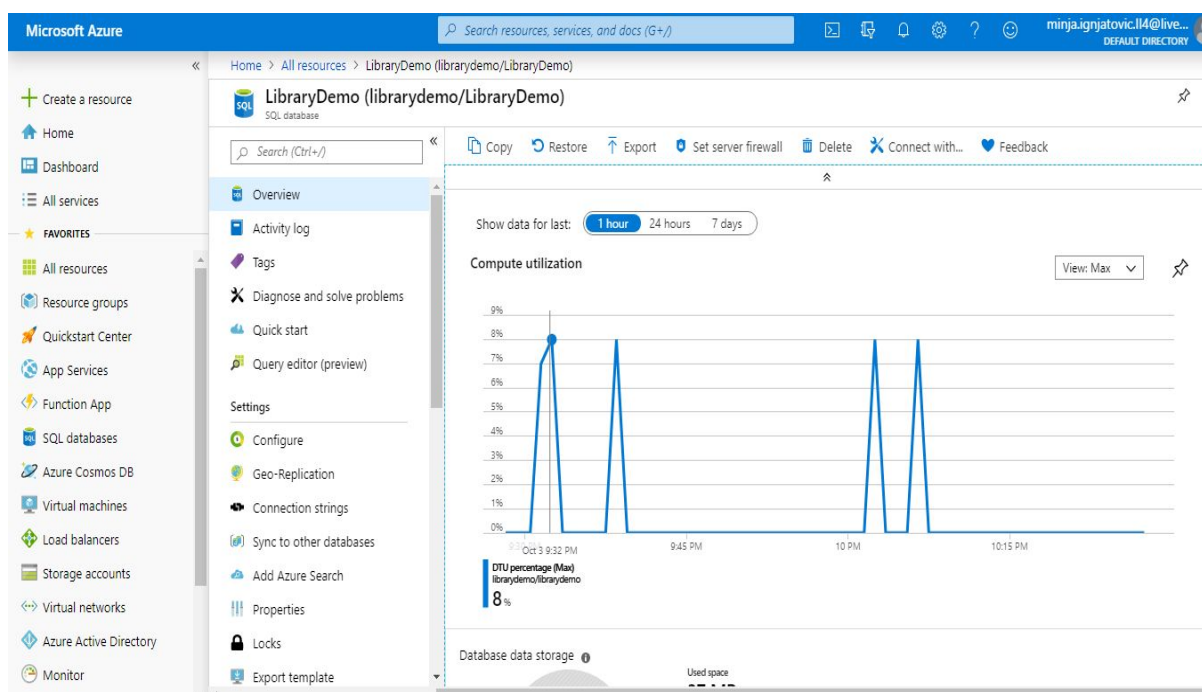 Microsoft Azure
Search resources, services, and docs (G+/)
minja.ignjatovic.ll4@live...
DEFAULT DIRECTORY
Create a resource
Home
Dashboard
All services
FAVORITES
All resources
Resource groups
Quickstart Center
App Services
Function App
SQL databases
Azure Cosmos DB
Virtual machines
Load balancers
Storage accounts
Virtual networks
Azure Active Directory
Monitor
Home > All resources > LibraryDemo (librarydemo/LibraryDemo)
SQL
LibraryDemo (librarydemo/LibraryDemo)
SQL database
Search (Ctrl+/)
Overview
Activity log
Tags
Diagnose and solve problems
Quick start
Query editor (preview)
Settings
Configure
Geo-Replication
Connection strings
Sync to other databases
Add Azure Search
Properties
Locks
Export template
Copy
Restore
Export
Set server firewall
Delete
Connect with...
Feedback
Show data for last:
1 hour
24 hours
7 days
Compute utilization
View: Max
9%
8%
7%
6%
5%
4%
3%
2%
1%
0%
Oct 3 9:32 PM
9:45 PM
10 PM
10:15 PM
DTU percentage (Max)
librarydemo/librarydemo
8 %
Database data storage
Used space